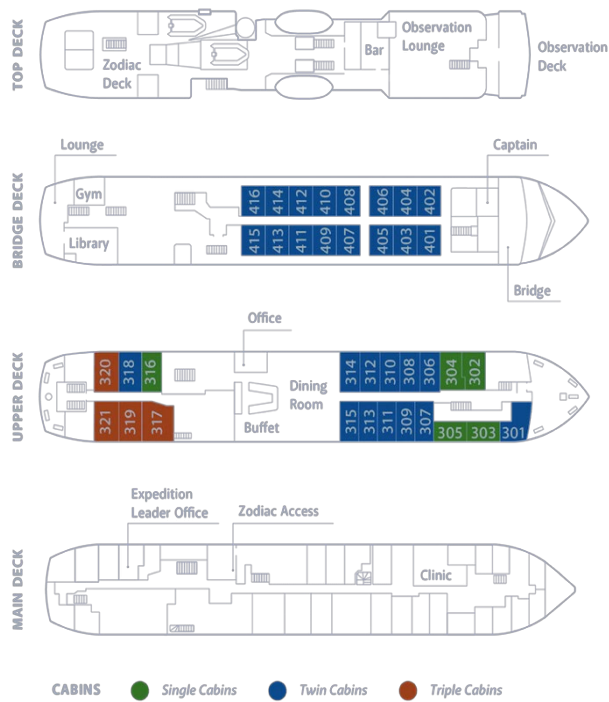 TOP DECK
Zodiac
Deck
Bar
Observation
Lounge
Observation
Deck
BRIDGE DECK
Lounge
Captain
Gym
Library
416 414 412 410 408 406 404 402
415 413 411 409 407 405 403 401
Bridge
UPPER DECK
Office
320 318 316
314 312 310 308 306 304 302
Dining
Room
Buffet
321 319 317
315 313 311 309 307 305 303 301
MAIN DECK
Expedition
Leader Office
Zodiac Access
Clinic
CABINS Single Cabins Twin Cabins Triple Cabins